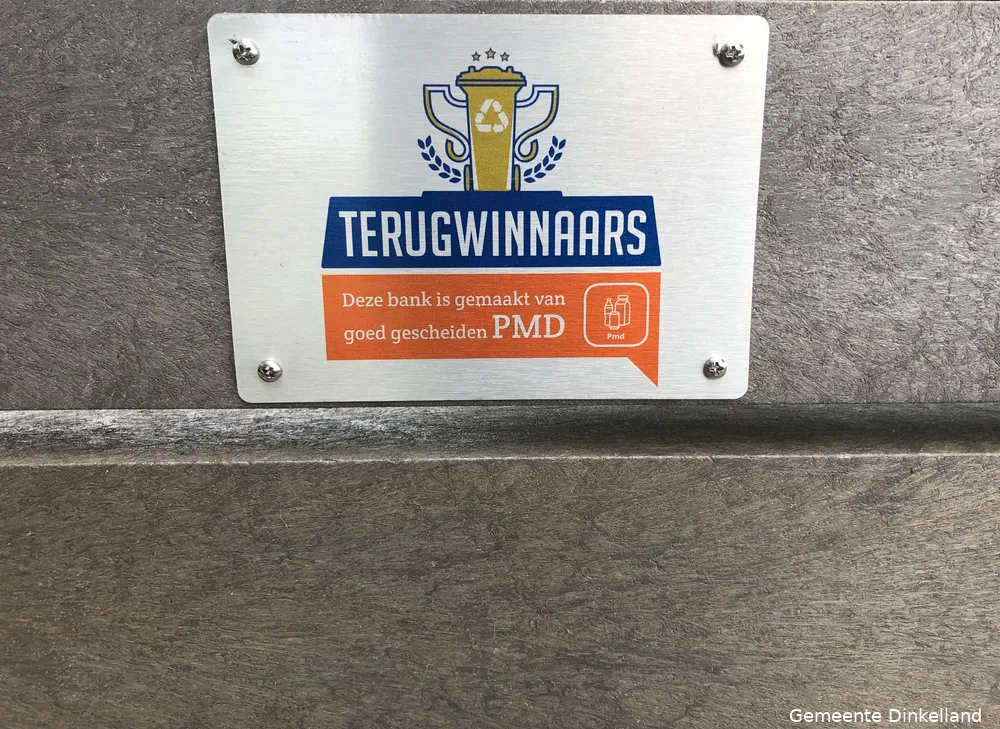 TERUGWINNAARS
Deze bank is gemaakt van
goed gescheiden PMD
Pmd
Gemeente Dinkelland